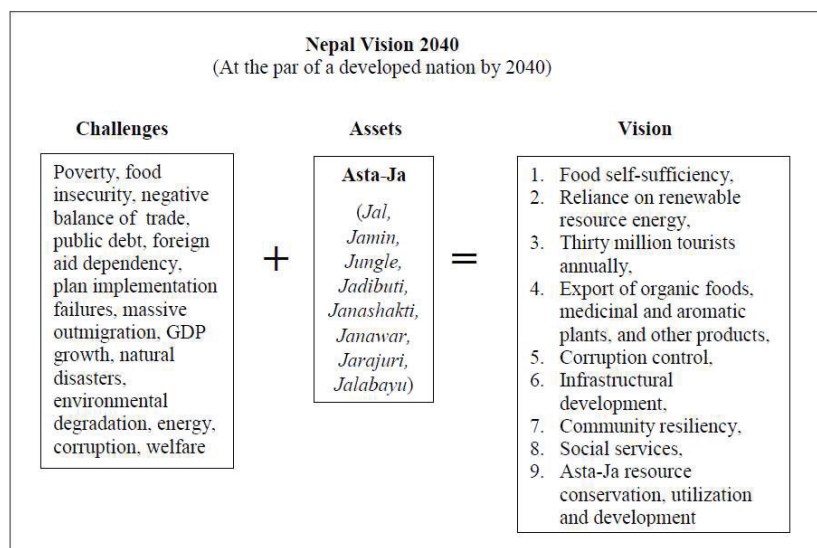 Nepal Vision 2040
(At the par of a developed nation by 2040)
Challenges
Poverty, food
insecurity, negative
balance of trade,
public debt, foreign
aid dependency,
plan implementation
failures, massive
outmigration, GDP
growth, natural
disasters,
environmental
degradation, energy,
corruption, welfare
+
Assets
Asta-Ja
(Jal,
Jamin,
Jungle,
Jadibuti,
Janashakti,
Janawar,
Jarajuri,
Jalabayu)
=
Vision
1. Food self-sufficiency,
2. Reliance on renewable
resource energy,
3. Thirty million tourists
annually,
4. Export of organic foods,
medicinal and aromatic
plants, and other products,
5. Corruption control,
6. Infrastructural
development,
7. Community resiliency,
8. Social services,
9. Asta-Ja resource
conservation, utilization
and development